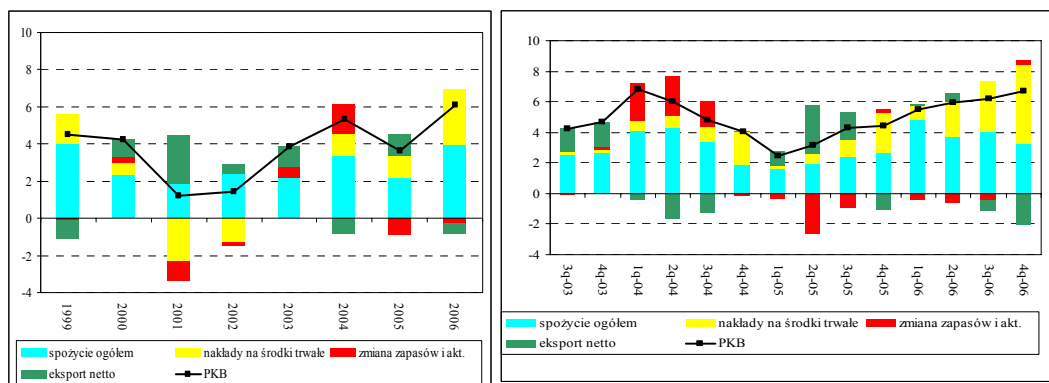 10
8
6
4
2
0
-2
-4
1999
2000
2001
2002
2003
2004
2005
2006
spożycie ogółem
nakłady na środki trwałe
zmiana zapasów i akt.
eksport netto
PKB
10
8
6
4
2
0
-2
-4
3q-03
4q-03
1q-04
2q-04
3q-04
4q-04
1q-05
2q-05
3q-05
4q-05
1q-06
2q-06
3q-06
4q-06
spożycie ogółem
nakłady na środki trwałe
zmiana zapasów i akt.
eksport netto
PKB